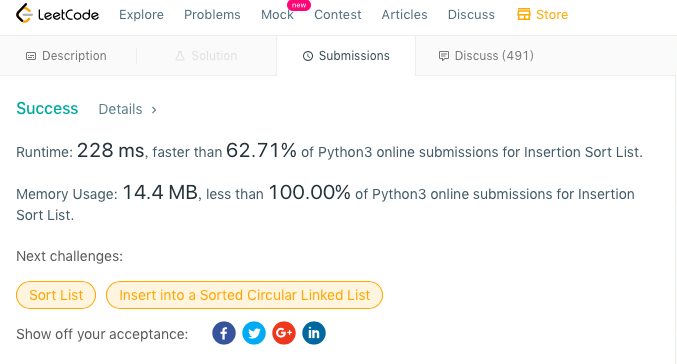 LeetCode Explore Problems Mock new Contest Articles Discuss Store
Description Solution Submissions Discuss (491)
Success Details >
Runtime: 228 ms, faster than 62.71% of Python3 online submissions for Insertion Sort List.
Memory Usage: 14.4 MB, less than 100.00% of Python3 online submissions for Insertion
Sort List.
Next challenges:
Sort List Insert into a Sorted Circular Linked List
Show off your acceptance: f G+ in